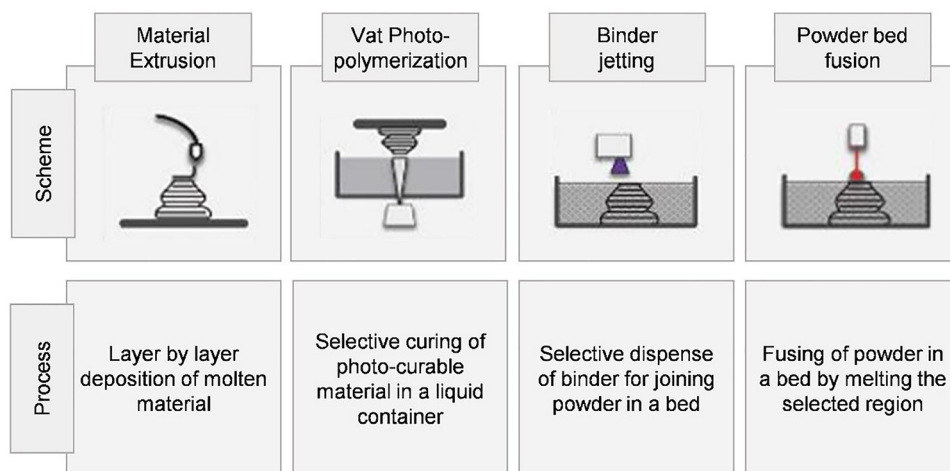 Material
Extrusion
Vat Photo-
polymerization
Binder
jetting
Powder bed
fusion
Scheme
Process
Layer by layer
deposition of molten
material
Selective curing of
photo-curable
material in a liquid
container
Selective dispense
of binder for joining
powder in a bed
Fusing of powder in
a bed by melting the
selected region